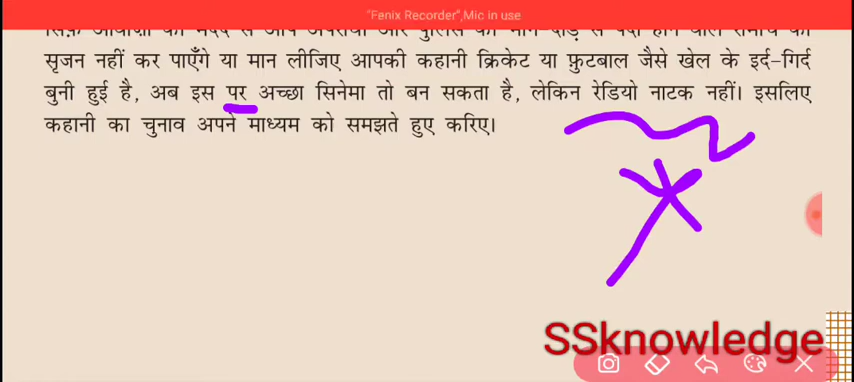 "Fenix Recorder",Mic in use
सृजन नहीं कर पाएँगे या मान लीजिए आपकी कहानी क्रिकेट या फ़ुटबाल जैसे खेल के इर्द-गिर्द
बुनी हुई है, अब इस पर अच्छा सिनेमा तो बन सकता है, लेकिन रेडियो नाटक नहीं। इसलिए
कहानी का चुनाव अपने माध्यम को समझते हुए करिए।
SSknowledge